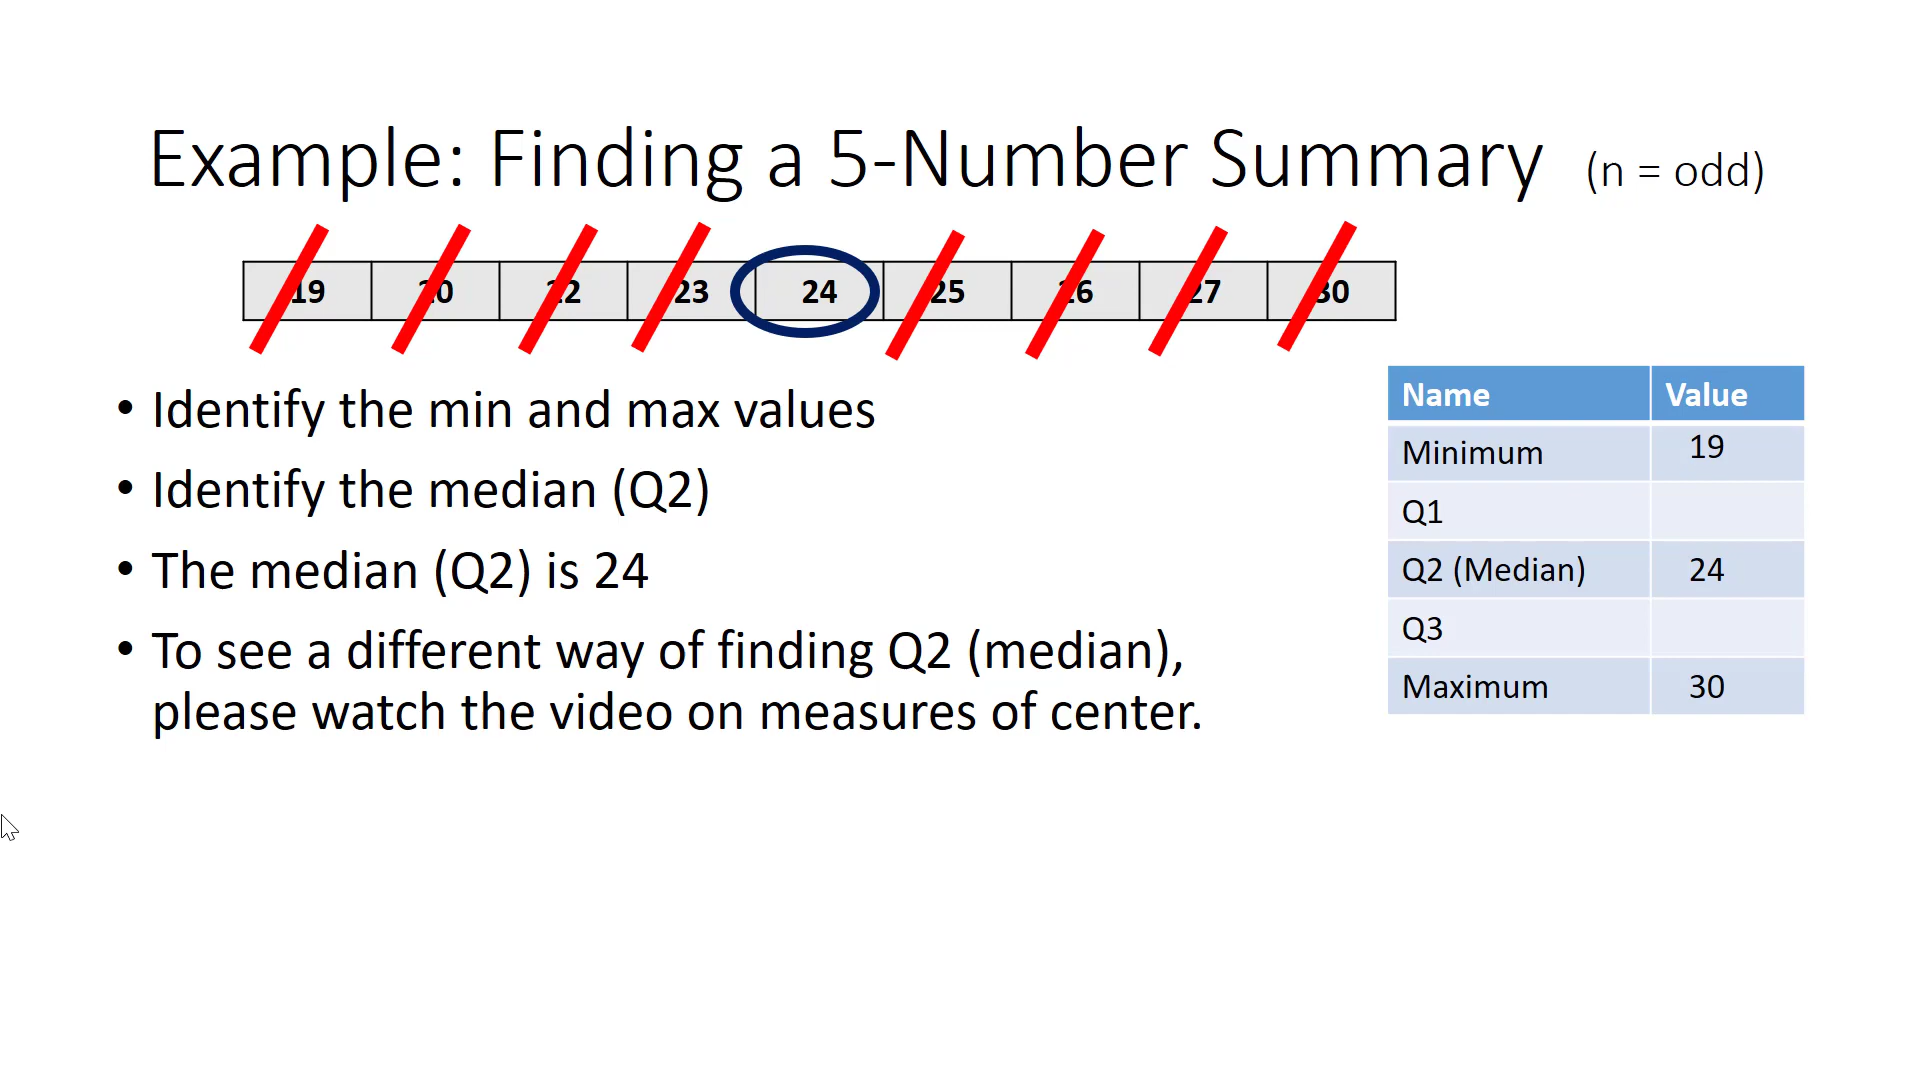 Example: Finding a 5-Number Summary (n = odd)
19 20 22 23 24 25 26 27 30
• Identify the min and max values
• Identify the median (Q2)
• The median (Q2) is 24
• To see a different way of finding Q2 (median),
please watch the video on measures of center.
Name Value
Minimum 19
Q1
Q2 (Median) 24
Q3
Maximum 30